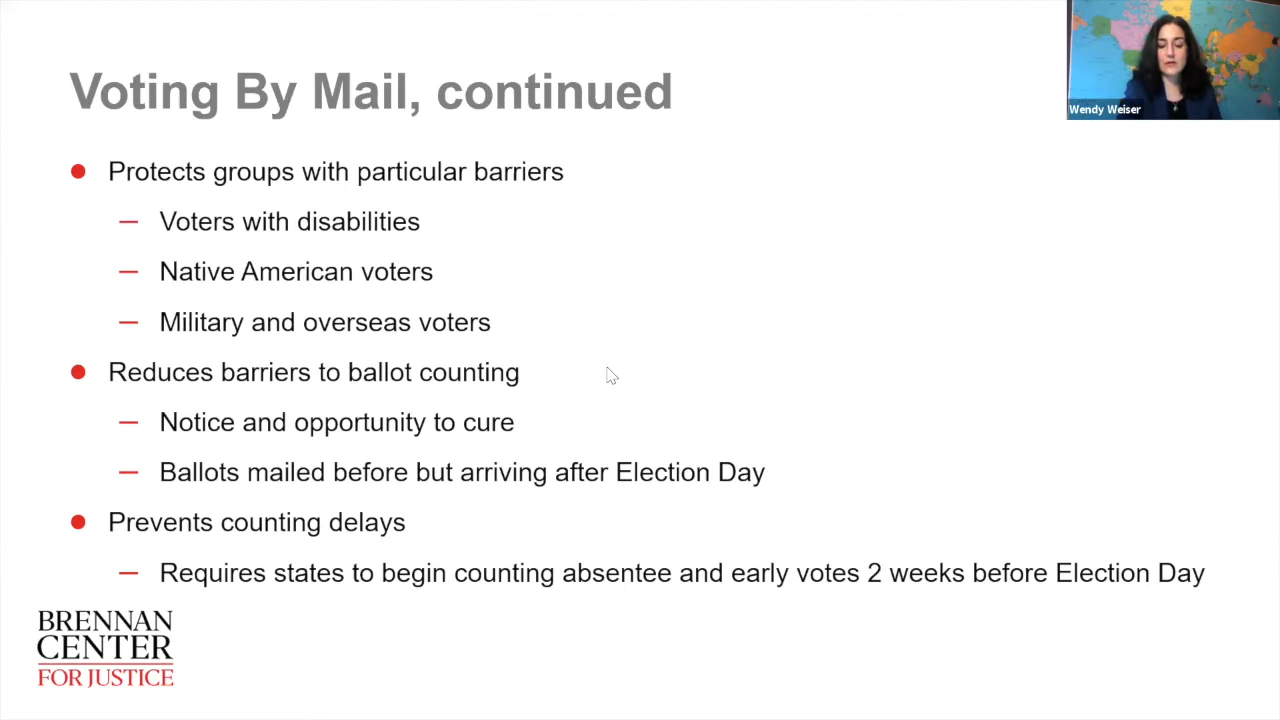 Voting By Mail, continued
Wendy Weiser
Protects groups with particular barriers
Voters with disabilities
Native American voters
Military and overseas voters
Reduces barriers to ballot counting
Notice and opportunity to cure
Ballots mailed before but arriving after Election Day
Prevents counting delays
Requires states to begin counting absentee and early votes 2 weeks before Election Day
BRENNAN
CENTER
FOR JUSTICE